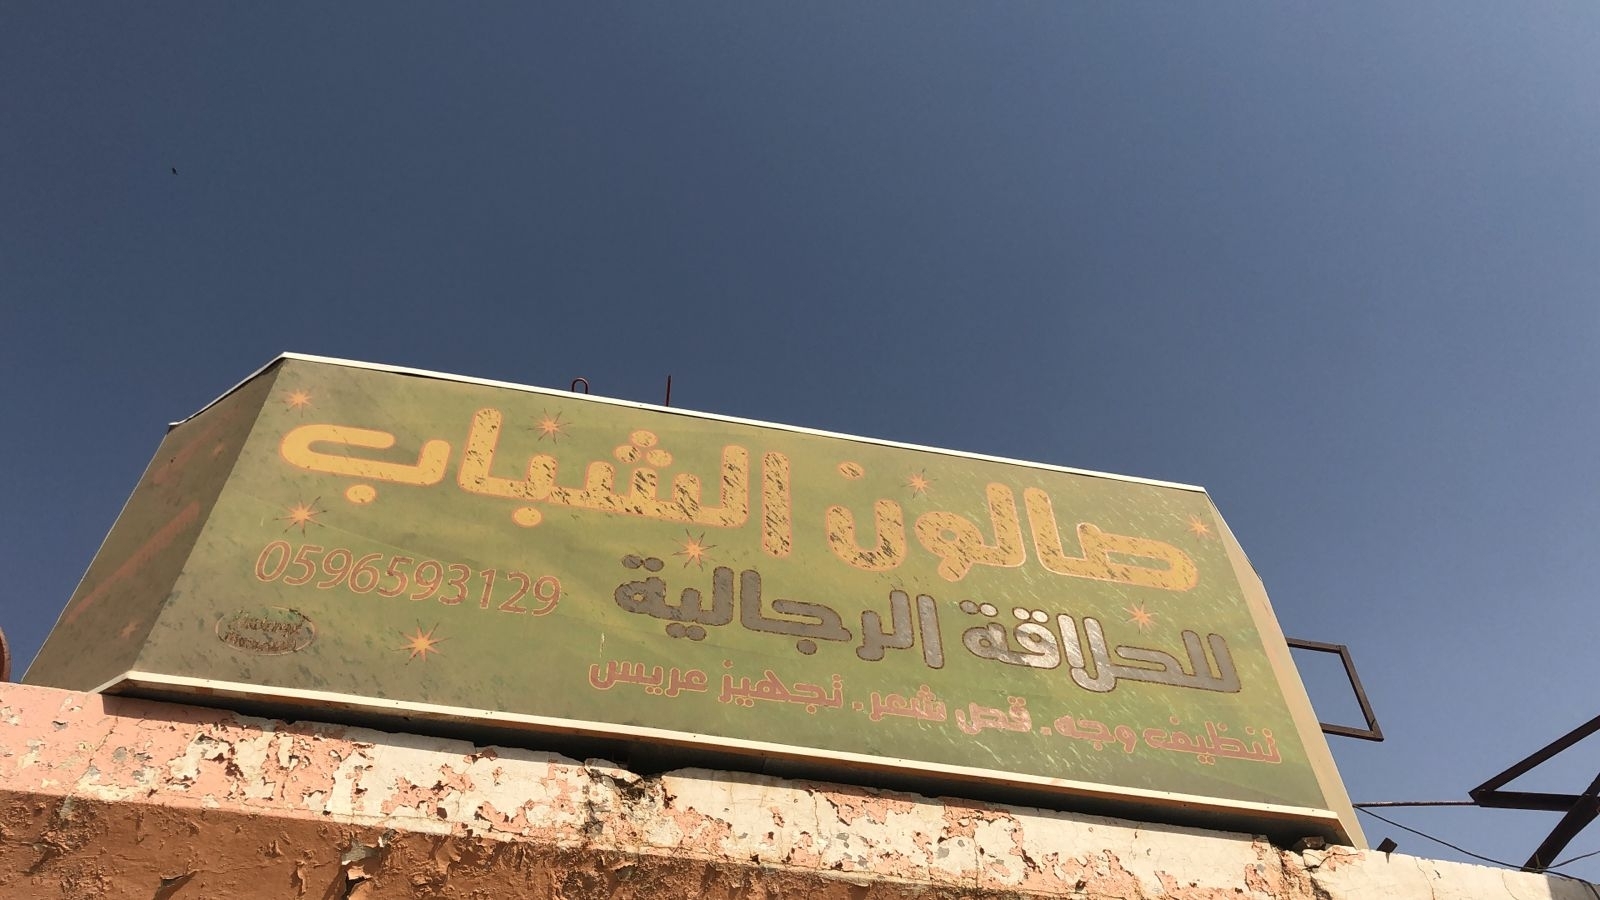 صالون الشباب
للحلاقة الرجالية
0596593129
تنظيف وجه. قص شعر. تجهيز عريس